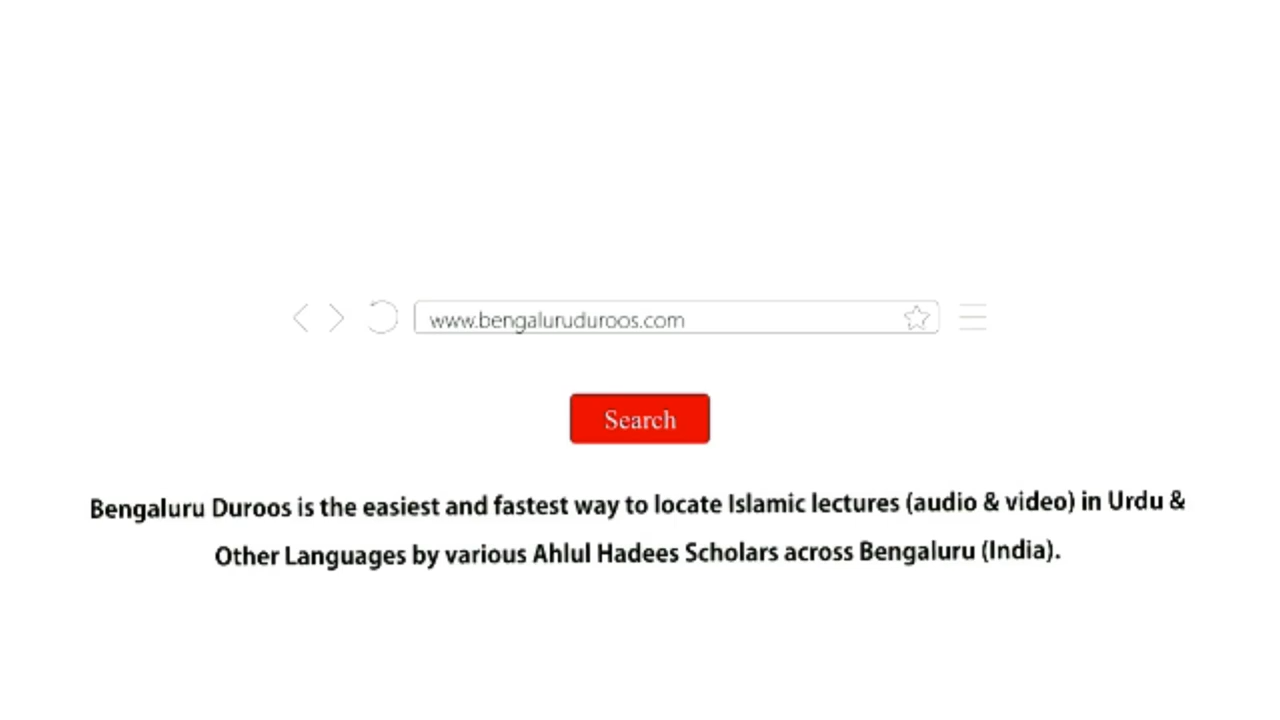 www.bengaluruduroos.com
Search
Bengaluru Duroos is the easiest and fastest way to locate Islamic lectures (audio & video) in Urdu &
Other Languages by various Ahlul Hadees Scholars across Bengaluru (India).